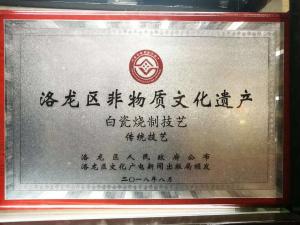 洛龙区非物质文化遗产
白瓷烧制技艺
传统技艺
洛龙区人民政府公布
洛龙区文化广电新闻出版局颁发
二〇一八年八月